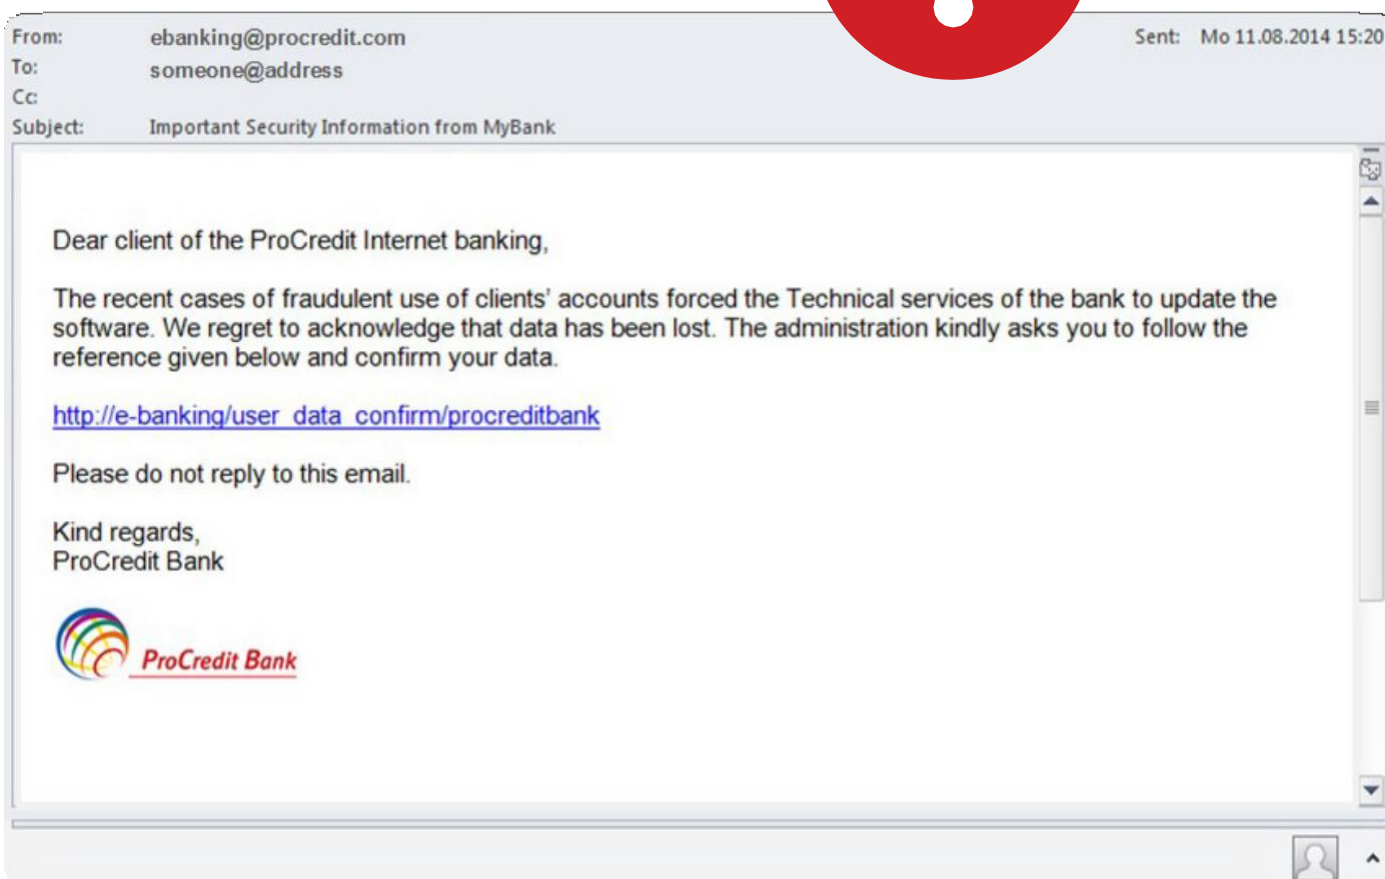 From: ebanking@procredit.com Sent: Mo 11.08.2014 15:20
To: someone@address
Cc:
Subject: Important Security Information from MyBank
Dear client of the ProCredit Internet banking,
The recent cases of fraudulent use of clients’ accounts forced the Technical services of the bank to update the
software. We regret to acknowledge that data has been lost. The administration kindly asks you to follow the
reference given below and confirm your data.
http://e-banking/user_data_confirm/procreditbank
Please do not reply to this email.
Kind regards,
ProCredit Bank
ProCredit Bank